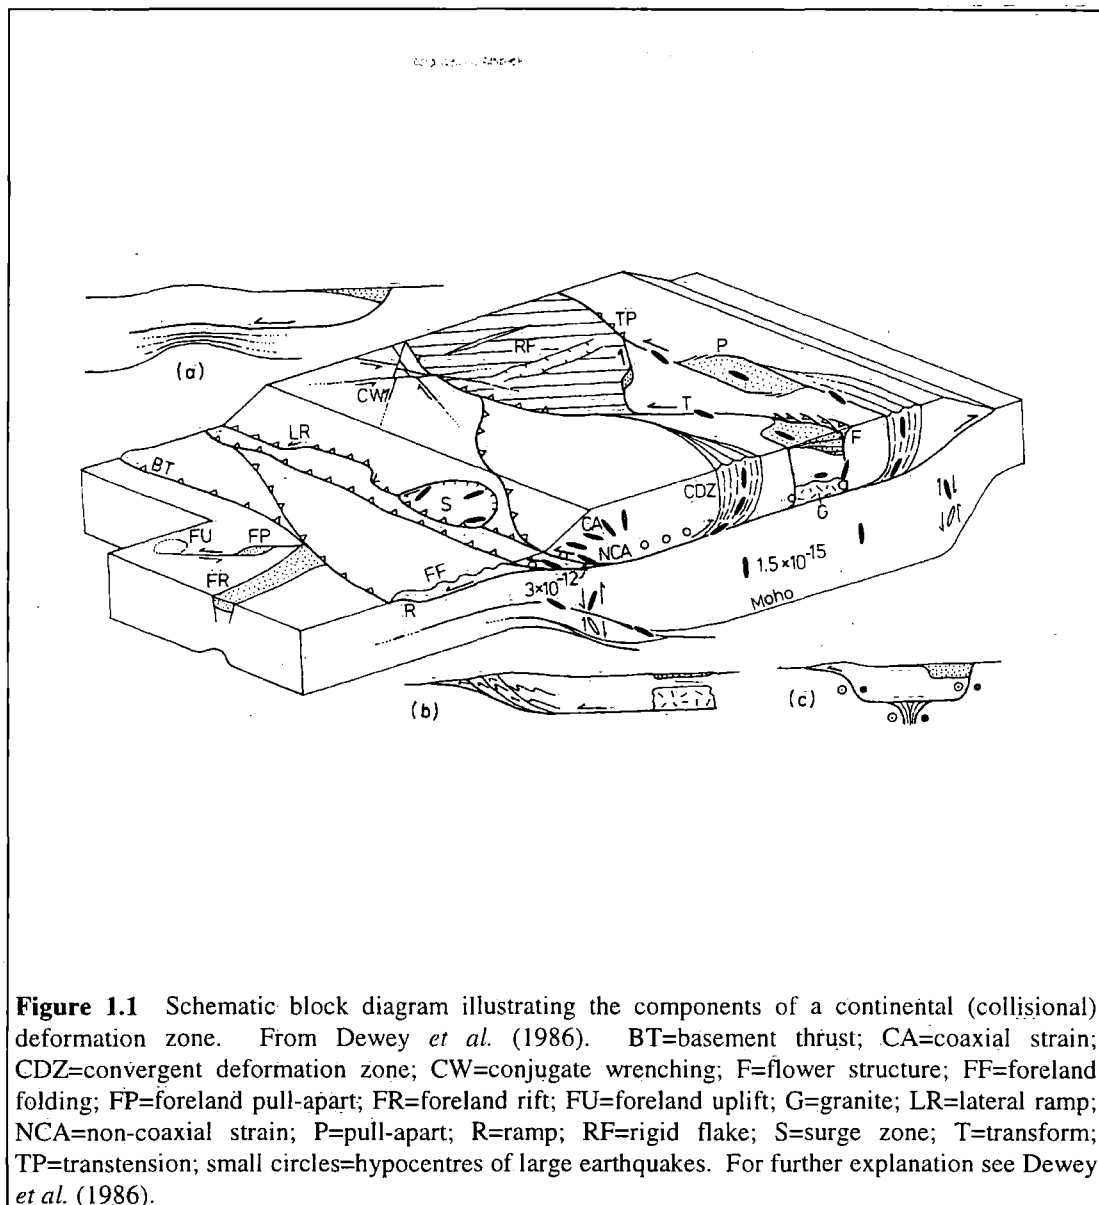 TP
P
RF
CW
T
LR
F
BT
S
CDZ
G
CA
FU
FP
NCA
FR
FF
3×10⁻¹²
1.5×10⁻¹⁵
R
Moho
(a)
(b)
(c)
Figure 1.1 Schematic block diagram illustrating the components of a continental (collisional)
deformation zone. From Dewey et al. (1986). BT=basement thrust; CA=coaxial strain;
CDZ=convergent deformation zone; CW=conjugate wrenching; F=flower structure; FF=foreland
folding; FP=foreland pull-apart; FR=foreland rift; FU=foreland uplift; G=granite; LR=lateral ramp;
NCA=non-coaxial strain; P=pull-apart; R=ramp; RF=rigid flake; S=surge zone; T=transform;
TP=transtension; small circles=hypocentres of large earthquakes. For further explanation see Dewey
et al. (1986).